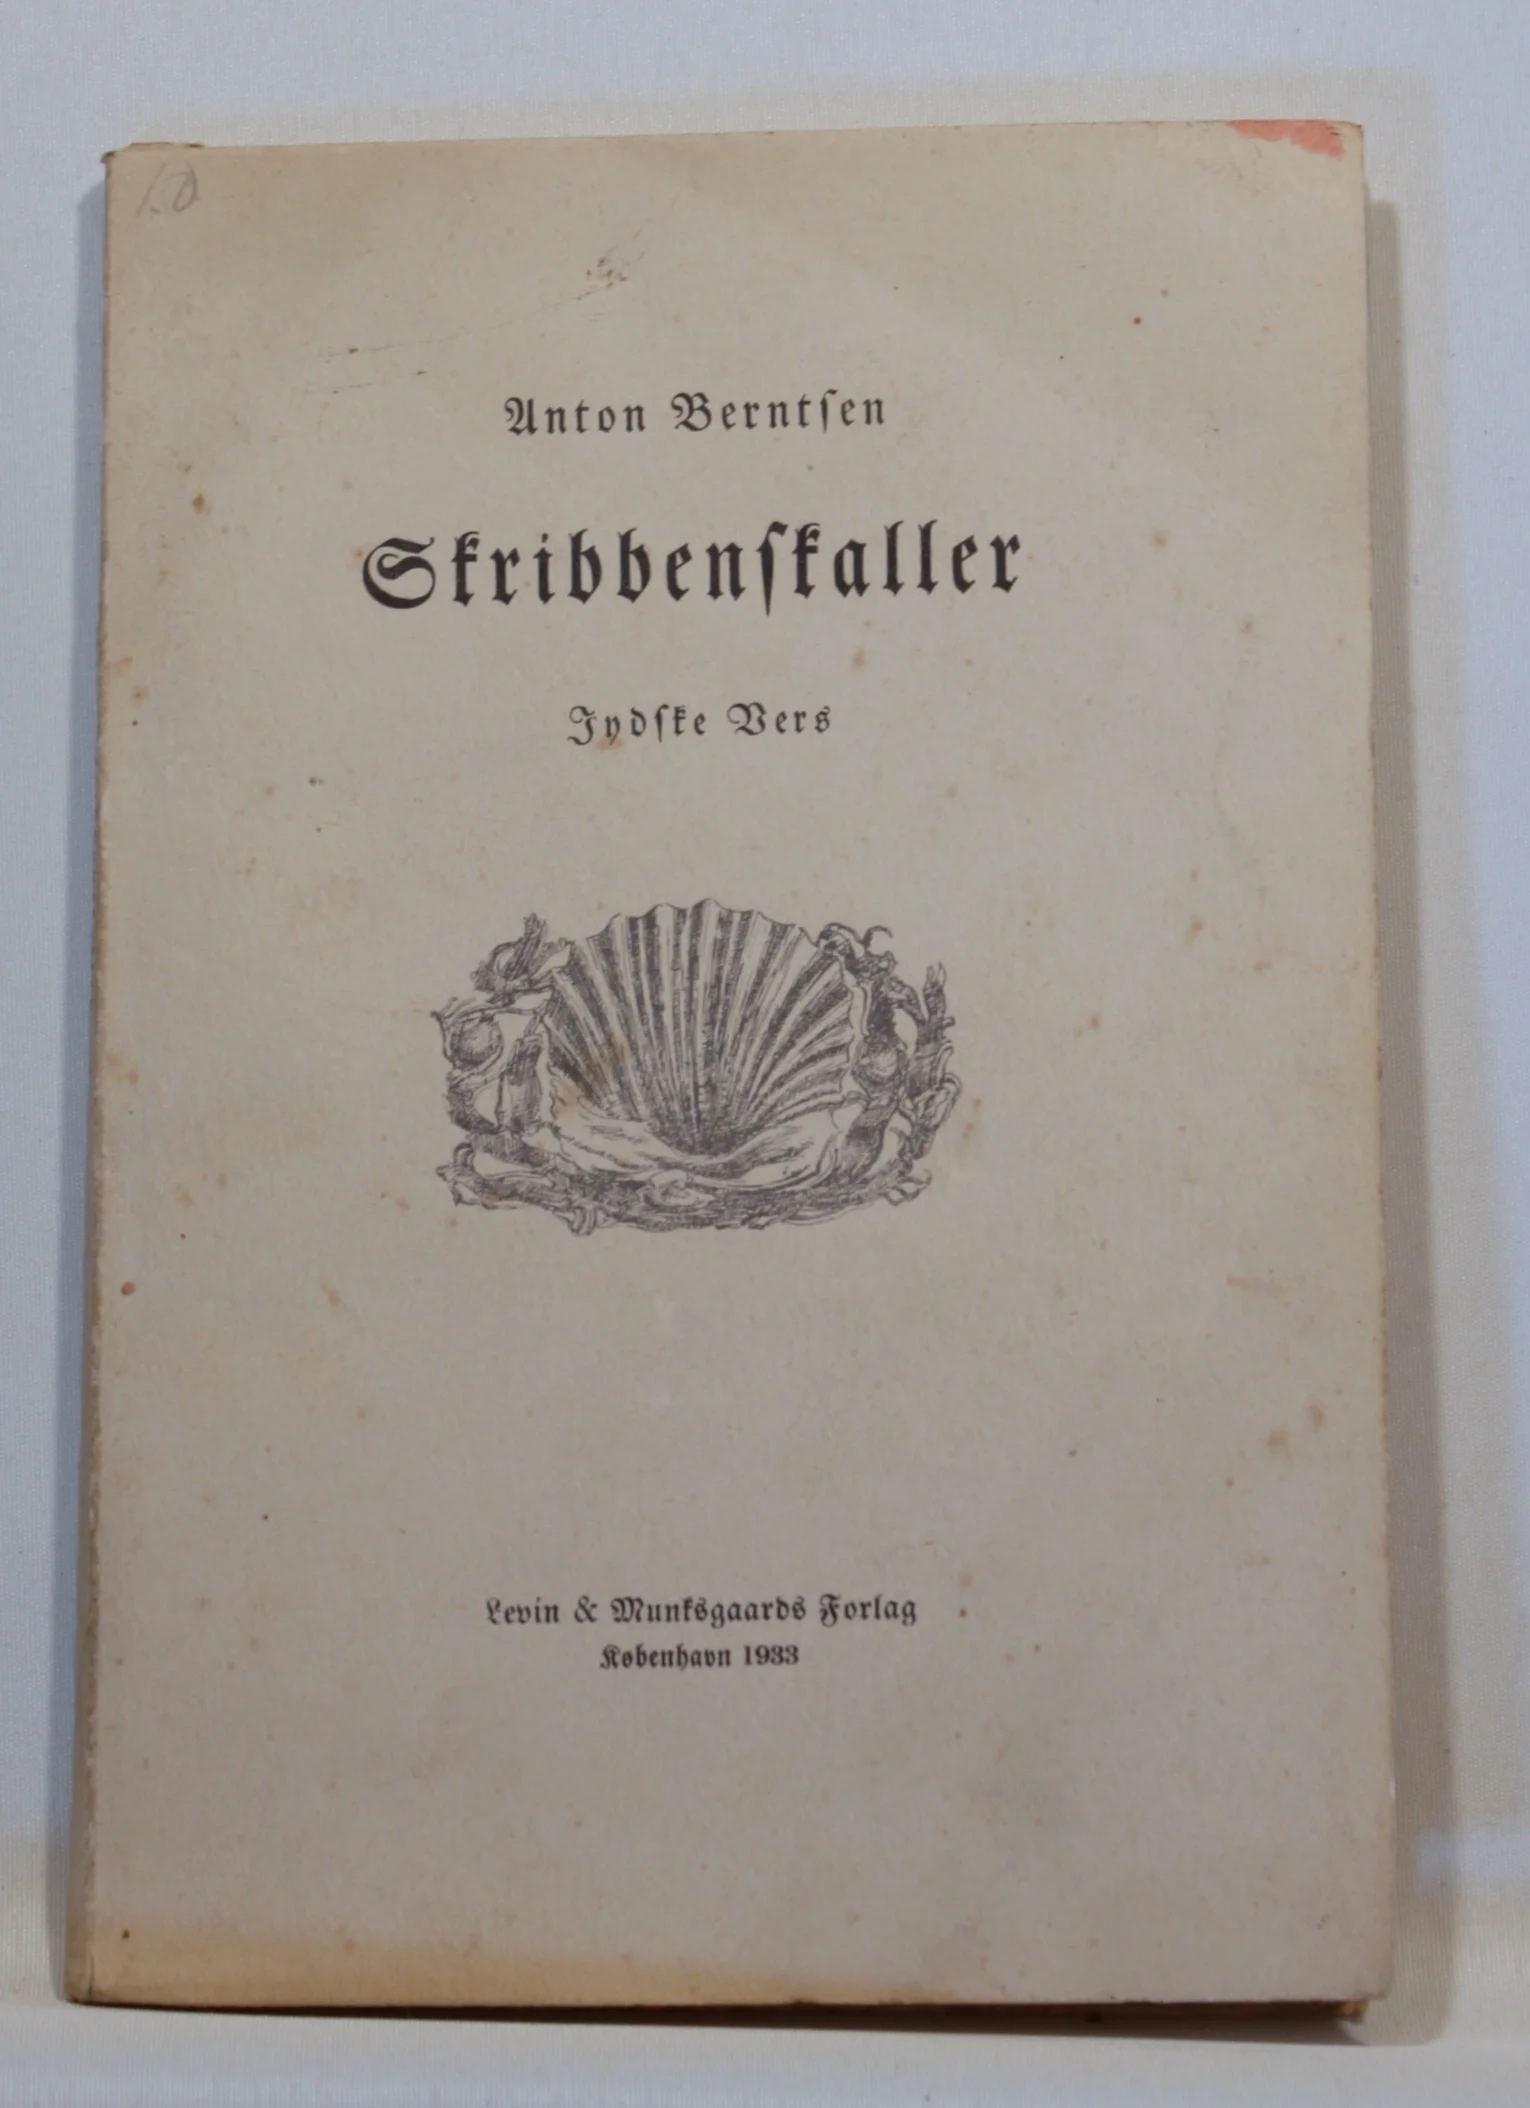 Anton Berntſen
Skribbenſkaller
Jydſke Vers
Levin & Munksgaards Forlag
København 1933